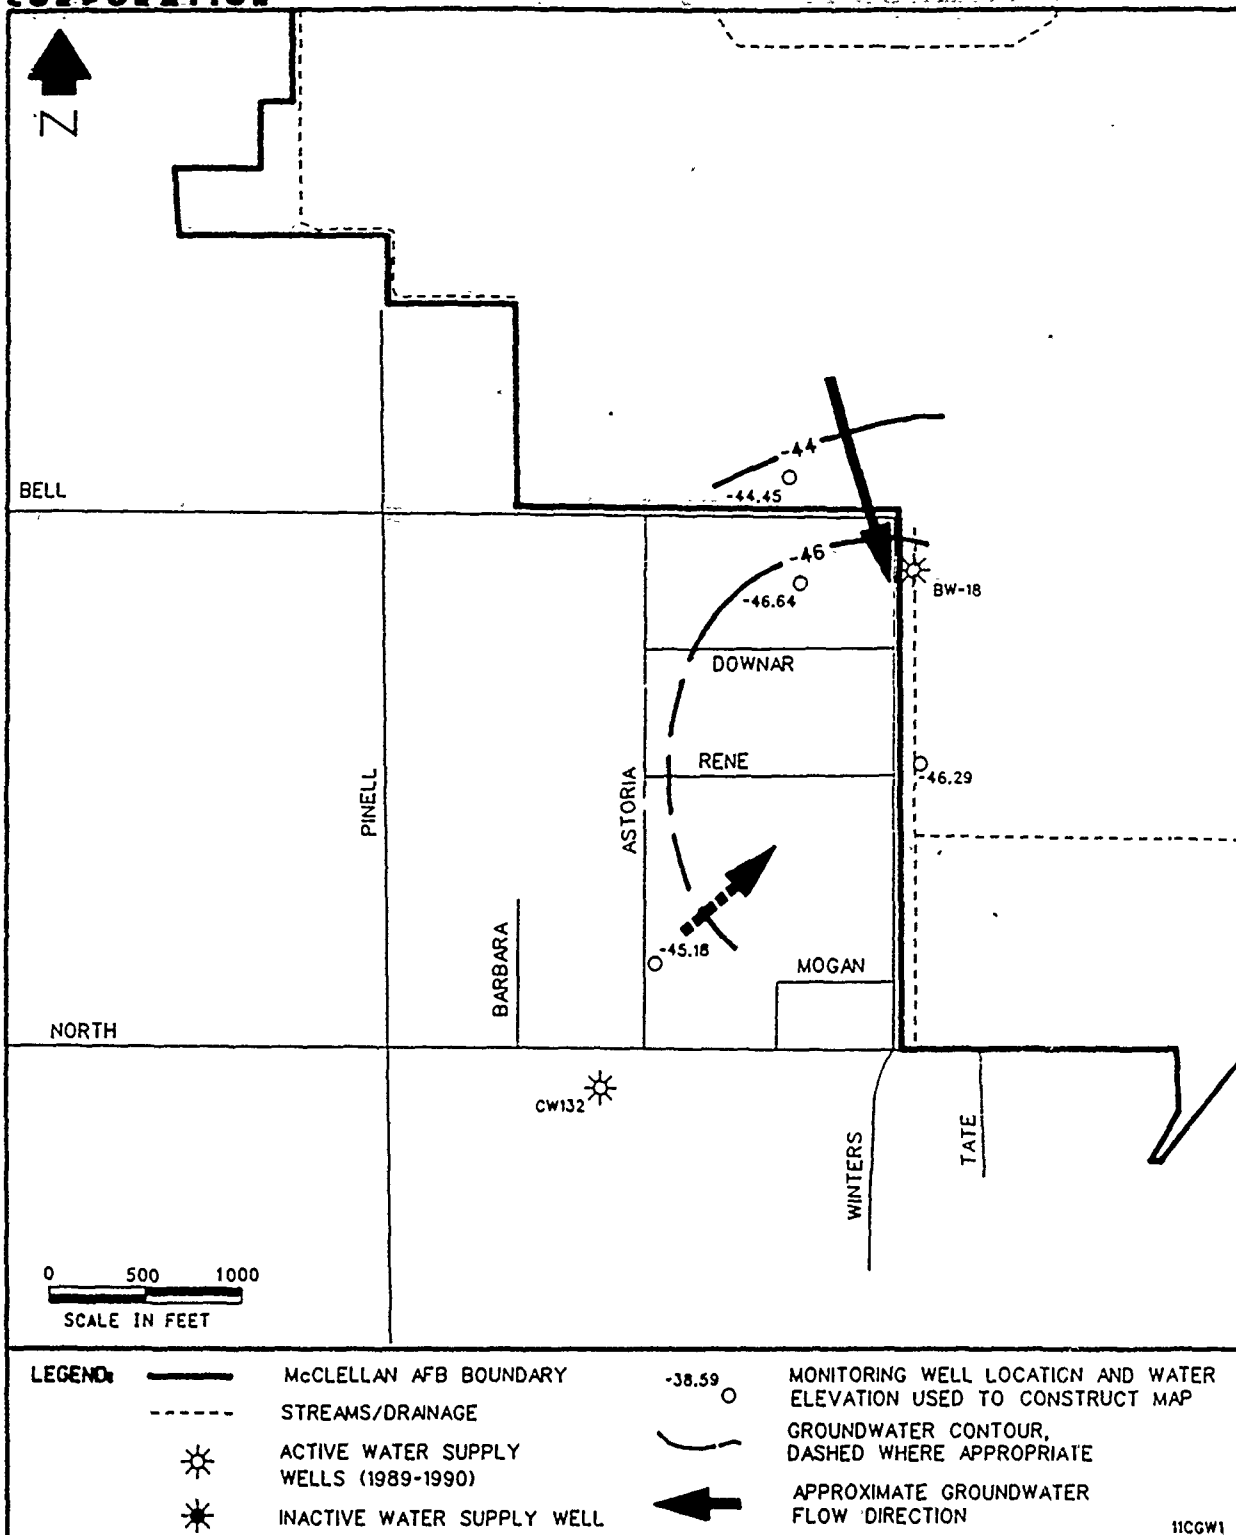 CORPORATION
N
-44
-44.45
BELL
-46
-46.64
BW-18
DOWNAR
RENE
-46.29
PINELL
ASTORIA
BARBARA
-45.18
MOGAN
NORTH
CW132
WINTERS
TATE
0 500 1000
SCALE IN FEET
LEGEND:
McCLELLAN AFB BOUNDARY
STREAMS/DRAINAGE
ACTIVE WATER SUPPLY
WELLS (1989-1990)
INACTIVE WATER SUPPLY WELL
-38.59
MONITORING WELL LOCATION AND WATER
ELEVATION USED TO CONSTRUCT MAP
GROUNDWATER CONTOUR,
DASHED WHERE APPROPRIATE
APPROXIMATE GROUNDWATER
FLOW DIRECTION
11CGW1